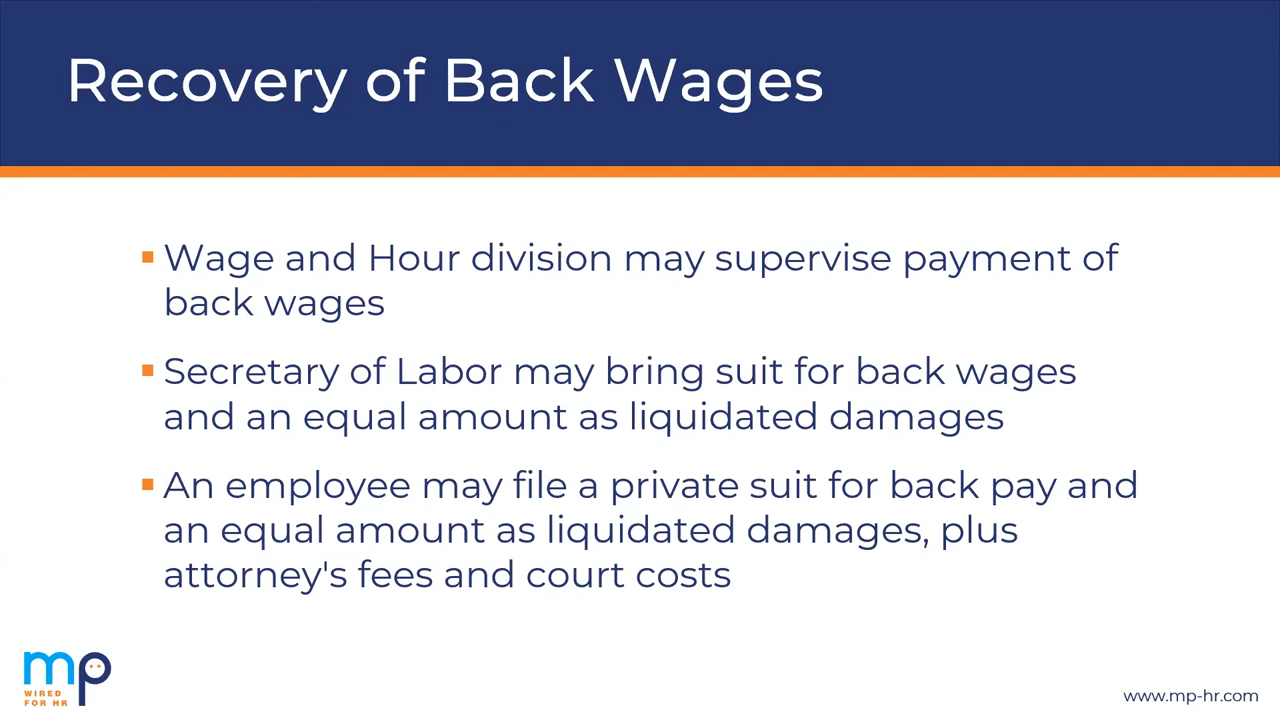 Recovery of Back Wages
Wage and Hour division may supervise payment of
back wages
Secretary of Labor may bring suit for back wages
and an equal amount as liquidated damages
An employee may file a private suit for back pay and
an equal amount as liquidated damages, plus
attorney's fees and court costs
mp
WIRED
FOR HR
www.mp-hr.com